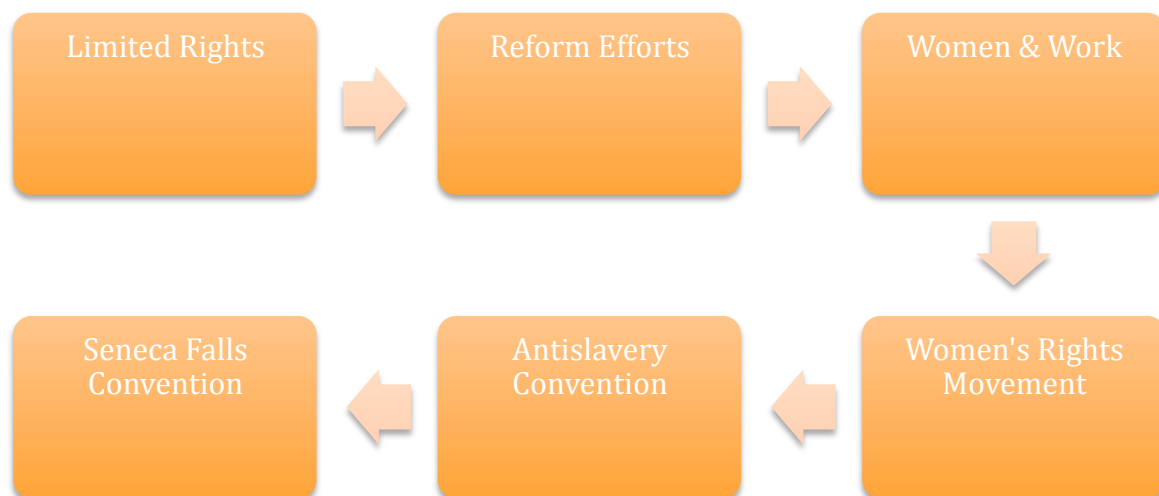 Limited Rights
Reform Efforts
Women & Work
Women's Rights
Movement
Antislavery
Convention
Seneca Falls
Convention